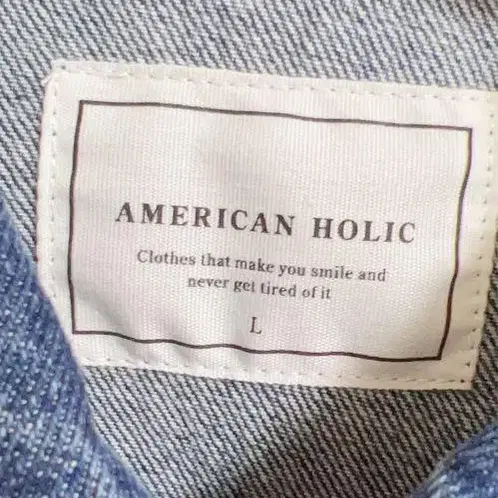 AMERICAN HOLIC
Clothes that make you smile and
never get tired of it
L